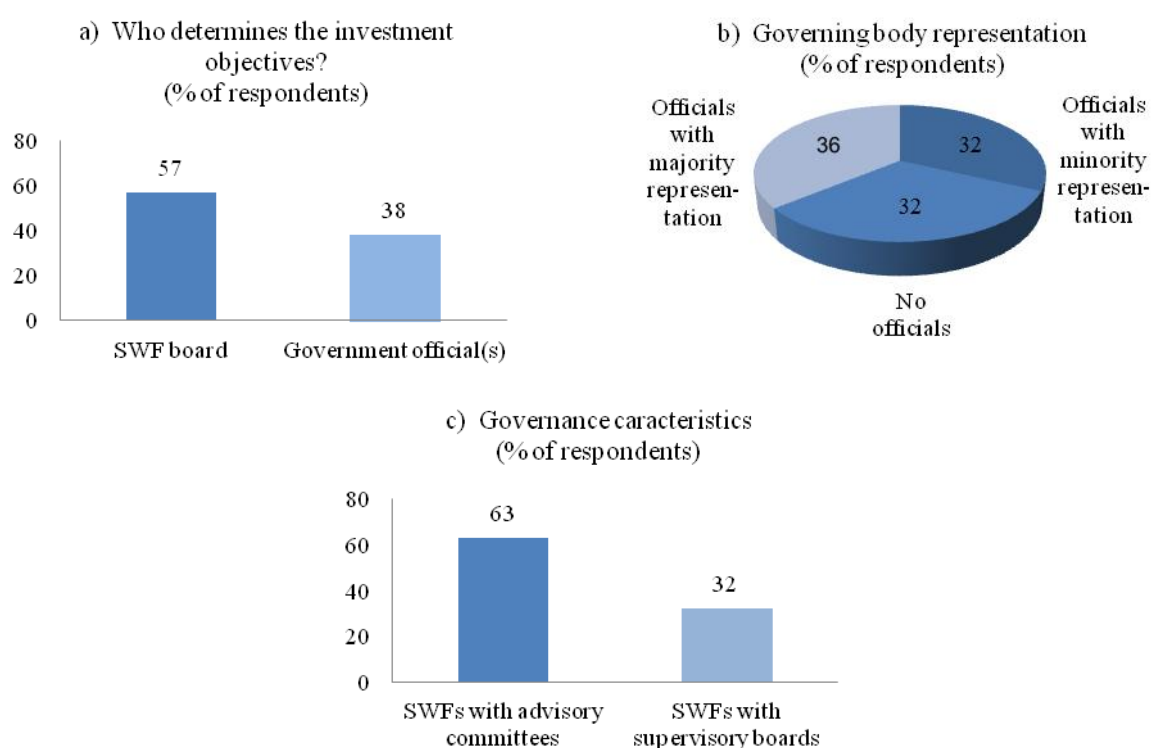 a) Who determines the investment
objectives?
(% of respondents)
80
60
40
20
0
57
38
SWF board
Government official(s)
b) Governing body representation
(% of respondents)
Officials
with
majority
represen-
tation
36
32
32
Officials
with
minority
represen-
tation
No
officials
c) Governance caracteristics
(% of respondents)
80
60
40
20
0
63
32
SWFs with advisory
committees
SWFs with
supervisory boards